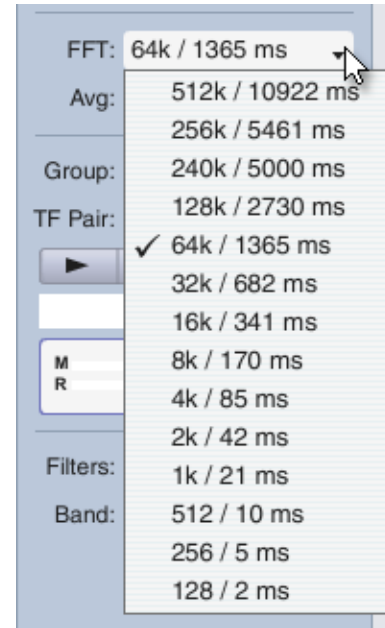 FFT: 64k / 1365 ms
Avg: 512k / 10922 ms
256k / 5461 ms
Group: 240k / 5000 ms
TF Pair: 128k / 2730 ms
✓ 64k / 1365 ms
32k / 682 ms
16k / 341 ms
M 8k / 170 ms
R
4k / 85 ms
2k / 42 ms
Filters: 1k / 21 ms
Band: 512 / 10 ms
256 / 5 ms
128 / 2 ms